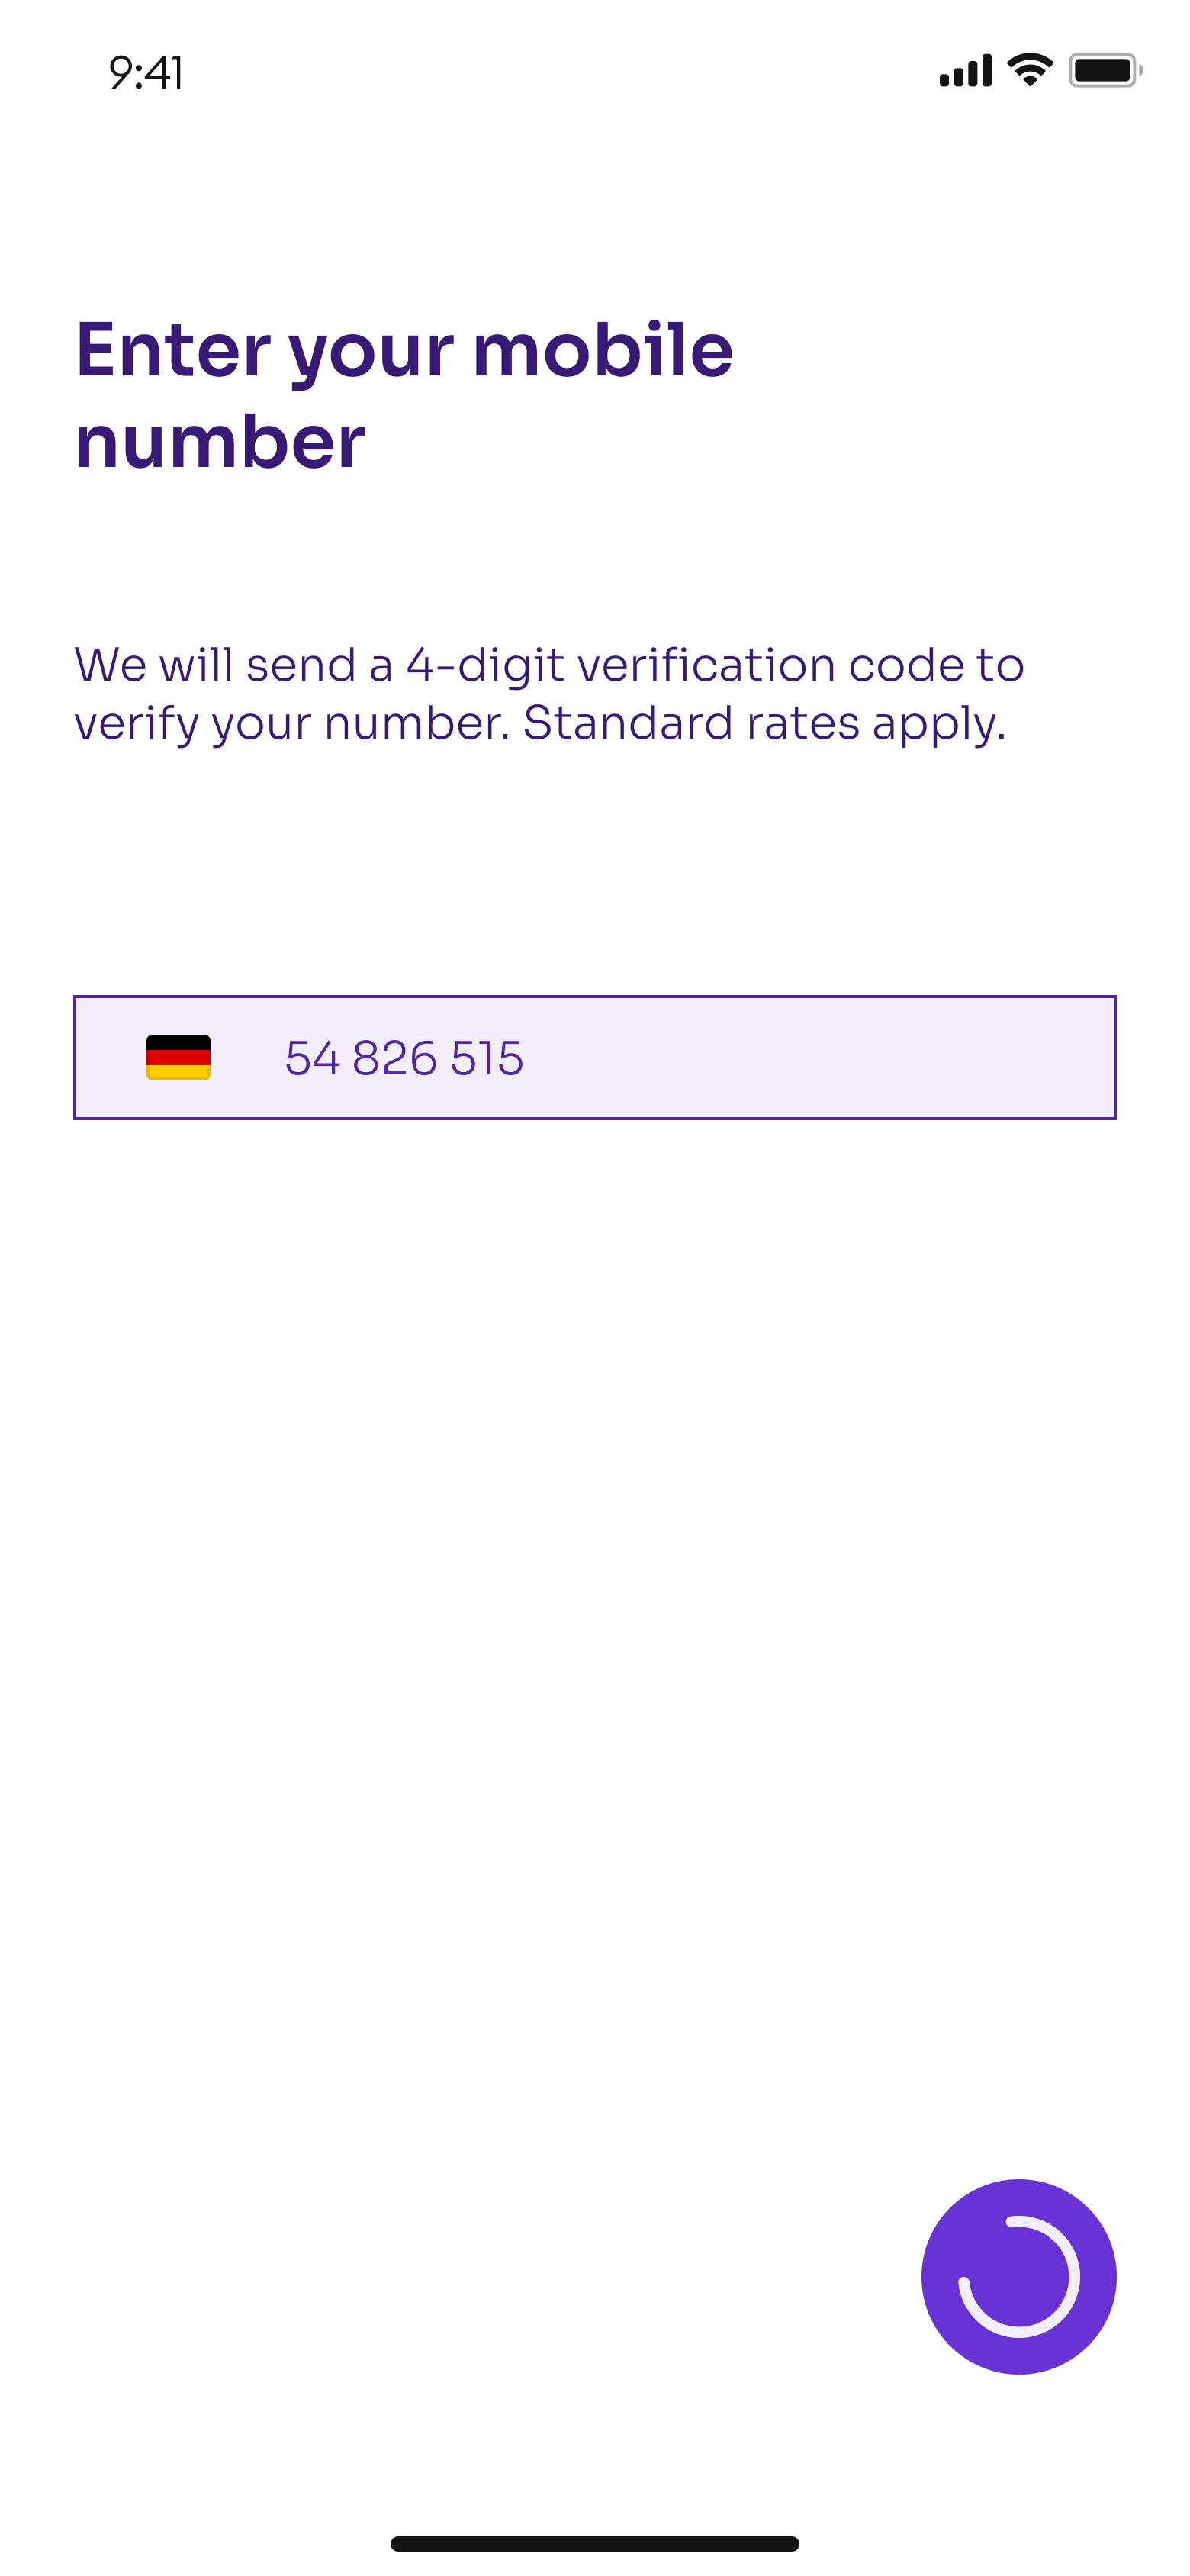 9:41
Enter your mobile
number
We will send a 4-digit verification code to
verify your number. Standard rates apply.
54 826 515